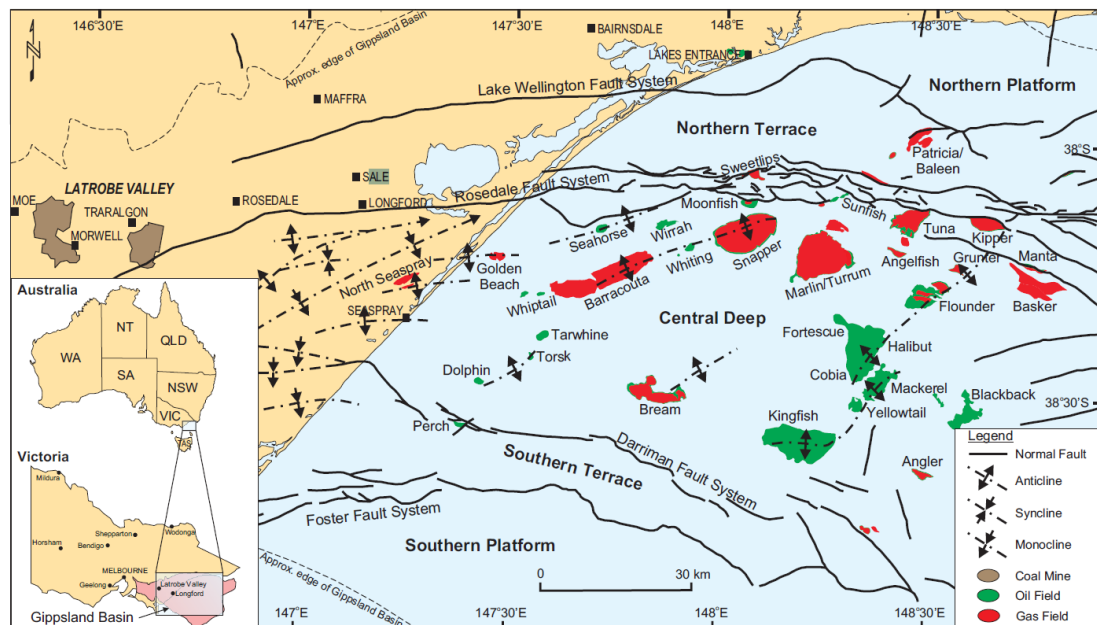 146°30'E
147°E
147°30'E
148°E
148°30'E
N
Approx. edge of Gippsland Basin
BAIRNSDALE
LAKES ENTRANCE
Lake Wellington Fault System
Northern Platform
MAFFRA
Northern Terrace
38°S
Patricia/
Baleen
SALE
Sweetlips
LATROBE VALLEY
Rosedale Fault System
MOE
TRARALGON
ROSEDALE
LONGFORD
Moonfish
Sunfish
MORWELL
Seahorse
Wirrah
Tuna
Kipper
Whiting
Snapper
Angelfish
Grunter
Manta
North Seaspray
Golden
Beach
Whiptail
Barracouta
Marlin/Turrum
Flounder
Basker
SEASPRAY
Central Deep
Fortescue
Tarwhine
Halibut
Torsk
Dolphin
Cobia
Mackerel
Blackback
Bream
Yellowtail
38°30'S
Perch
Kingfish
Darriman Fault System
Southern Terrace
Angler
Foster Fault System
Southern Platform
Approx. edge of Gippsland Basin
0
30 km
147°E
147°30'E
148°E
148°30'E
Australia
NT
QLD
WA
SA
NSW
VIC
TAS
Victoria
Mildura
Shepparton
Wodonga
Horsham
Bendigo
MELBOURNE
Geelong
Latrobe Valley
Longford
Gippsland Basin
Legend
Normal Fault
Anticline
Syncline
Monocline
Coal Mine
Oil Field
Gas Field